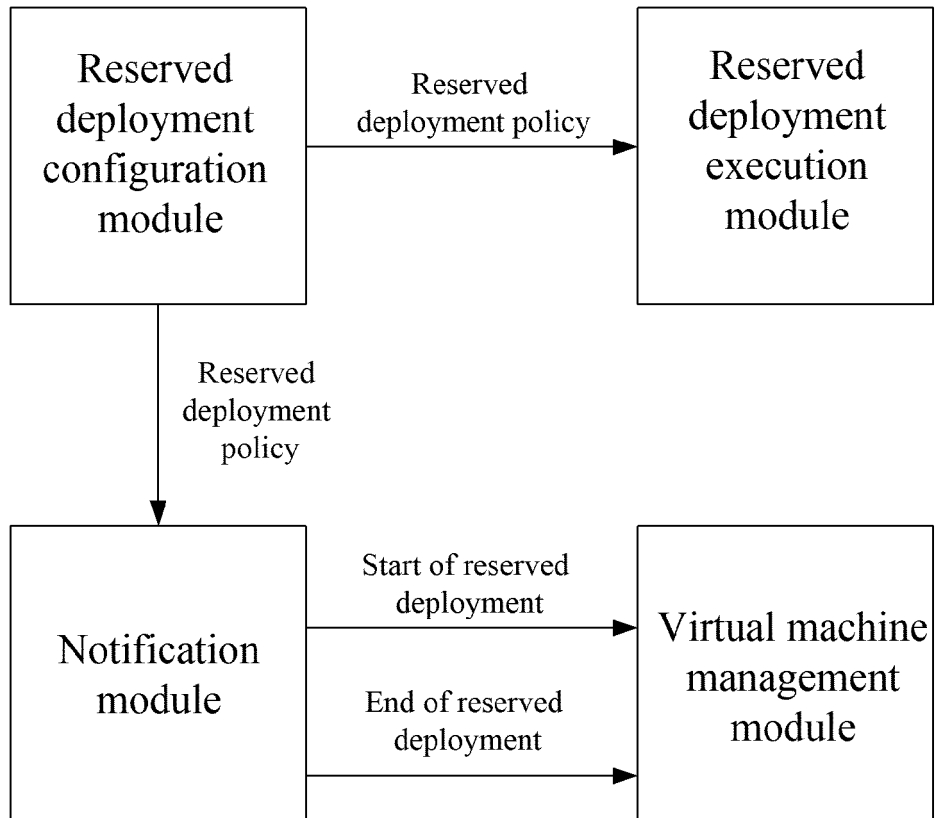 Reserved
deployment
configuration
module
Reserved
deployment policy
Reserved
deployment
execution
module
Reserved
deployment
policy
Notification
module
Start of reserved
deployment
End of reserved
deployment
Virtual machine
management
module